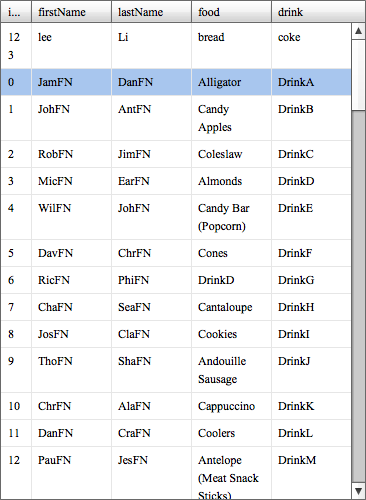 i... firstName lastName food drink
12 lee Li bread coke
3
0 JamFN DanFN Alligator DrinkA
1 JohFN AntFN Candy DrinkB
Apples
2 RobFN JimFN Coleslaw DrinkC
3 MicFN EarFN Almonds DrinkD
4 WilFN JohFN Candy Bar DrinkE
(Popcorn)
5 DavFN ChrFN Cones DrinkF
6 RicFN PhiFN DrinkD DrinkG
7 ChaFN SeaFN Cantaloupe DrinkH
8 JosFN ClaFN Cookies DrinkI
9 ThoFN ShaFN Andouille DrinkJ
Sausage
10 ChrFN AlaFN Cappuccino DrinkK
11 DanFN CraFN Coolers DrinkL
12 PauFN JesFN Antelope DrinkM
(Meat Snack
Sticks)